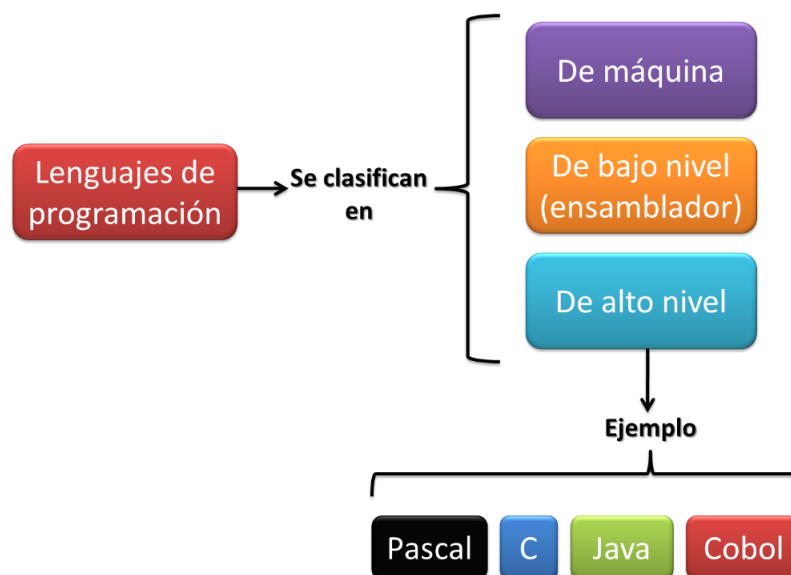 De máquina
Lenguajes de
programación
Se clasifican
en
De bajo nivel
(ensamblador)
De alto nivel
Ejemplo
Pascal
C
Java
Cobol